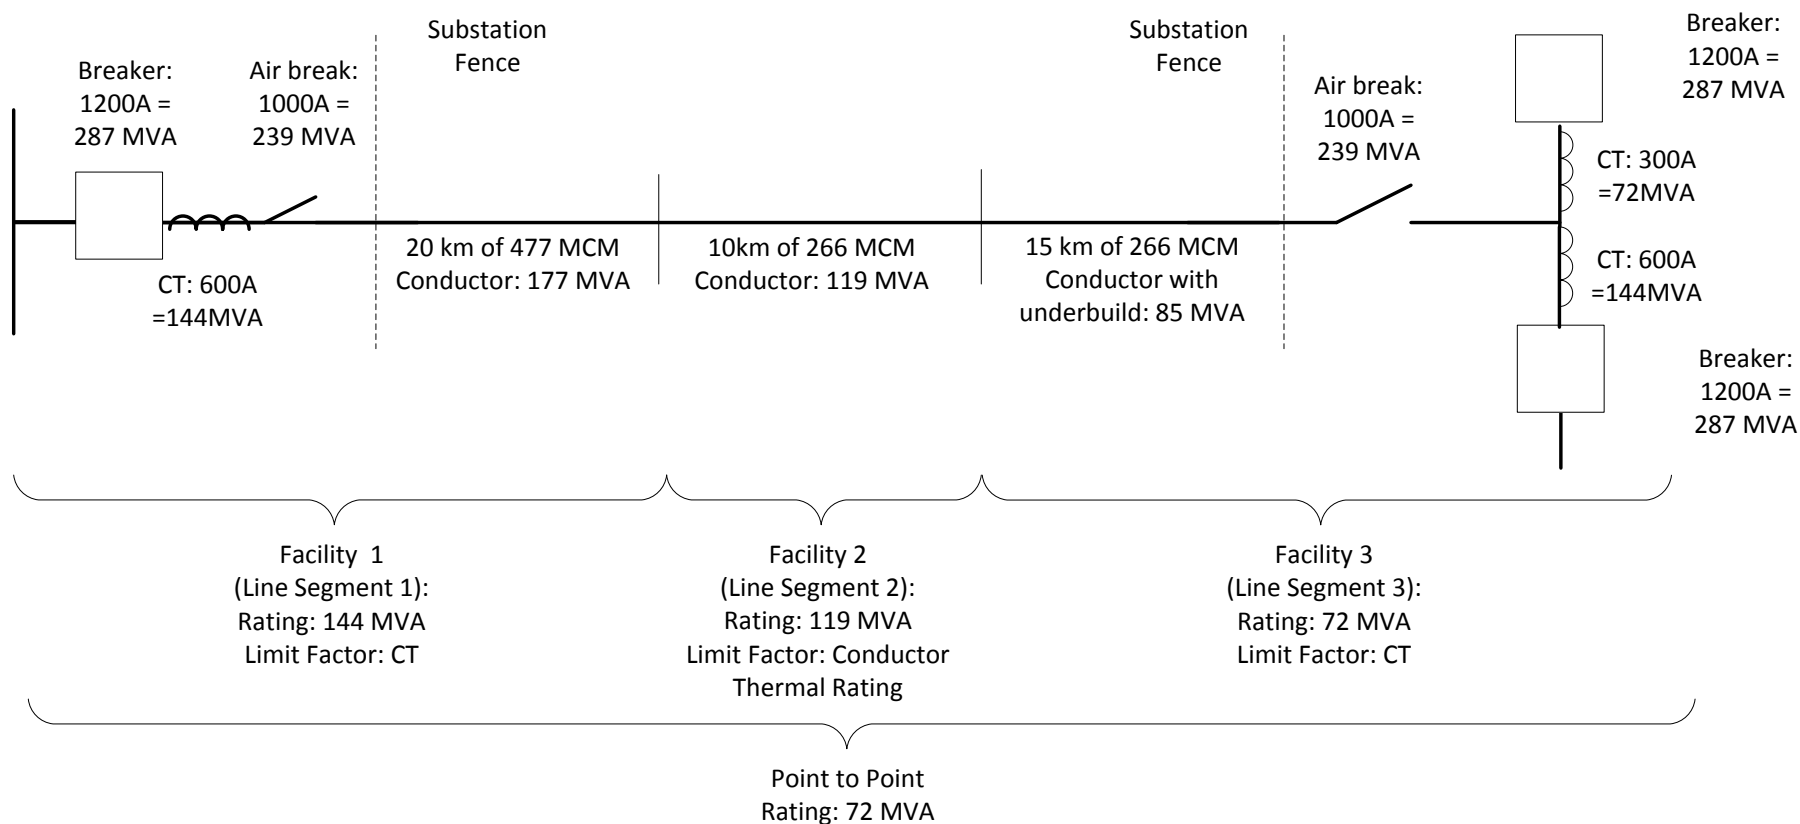 Substation
Fence
Substation
Fence
Breaker:
1200A =
287 MVA
Breaker:
1200A =
287 MVA
Air break:
1000A =
239 MVA
Air break:
1000A =
239 MVA
CT: 300A
=72MVA
CT: 600A
=144MVA
20 km of 477 MCM
Conductor: 177 MVA
10km of 266 MCM
Conductor: 119 MVA
15 km of 266 MCM
Conductor with
underbuild: 85 MVA
CT: 600A
=144MVA
Breaker:
1200A =
287 MVA
Facility 1
(Line Segment 1):
Rating: 144 MVA
Limit Factor: CT
Facility 2
(Line Segment 2):
Rating: 119 MVA
Limit Factor: Conductor
Thermal Rating
Facility 3
(Line Segment 3):
Rating: 72 MVA
Limit Factor: CT
Point to Point
Rating: 72 MVA